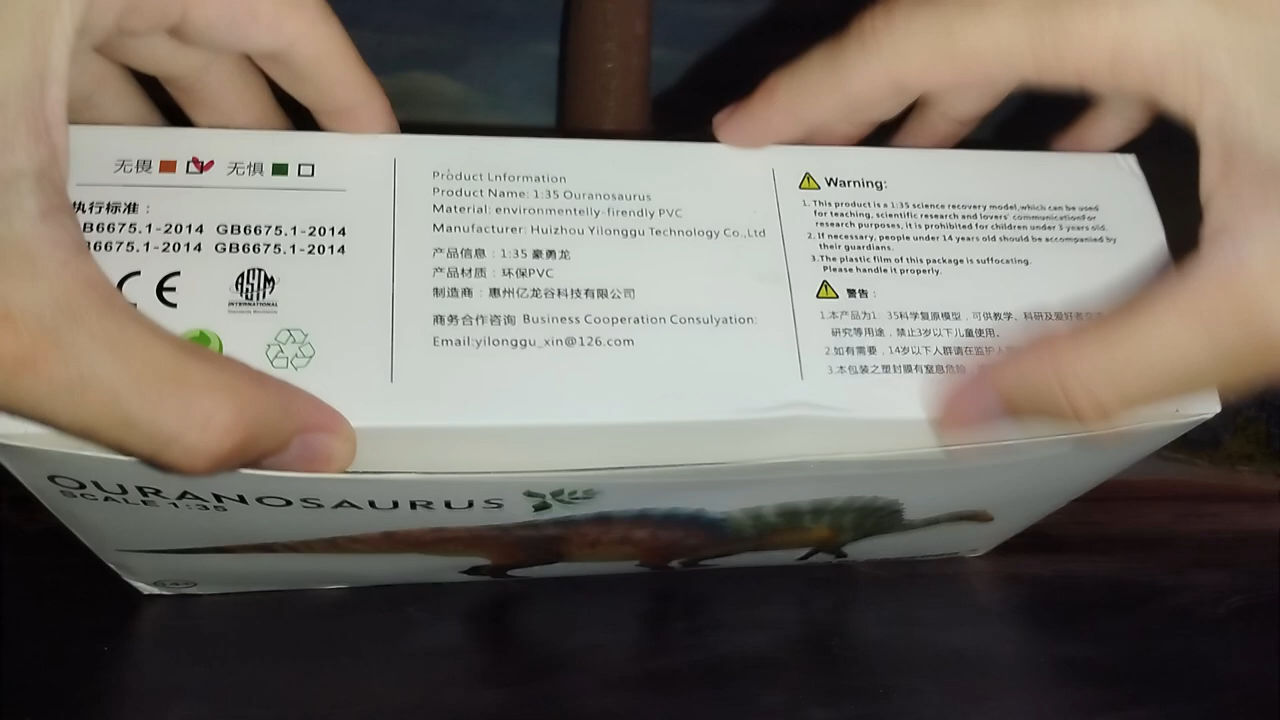 无畏 无惧
执行标准：
B6675.1-2014 GB6675.1-2014
B6675.1-2014 GB6675.1-2014
CE ASTM
INTERNATIONAL
Product Lnformation
Product Name: 1:35 Ouranosaurus
Material: environmentelly-firendly PVC
Manufacturer: Huizhou Yilonggu Technology Co.,Ltd
产品信息：1:35 豪勇龙
产品材质：环保PVC
制造商：惠州亿龙谷科技有限公司
商务合作咨询 Business Cooperation Consulyation:
Email:yilonggu_xin@126.com
Warning:
1. This product is a 1:35 science recovery model,which can be used
for teaching, scientific research and lovers' communicationFor
research purposes, it is prohibited for children under 3 years old.
2. If necessary, people under 14 years old should be accompanied by
their guardians.
3.The plastic film of this package is suffocating.
Please handle it properly.
警告：
1.本产品为1：35科学复原模型，可供教学、科研及爱好者
研究等用途，禁止3岁以下儿童使用。
2.如有需要，14岁以下人群请在监护
3.本包装之塑封膜有窒息危险
OURANOSAURUS
SCALE 1:35